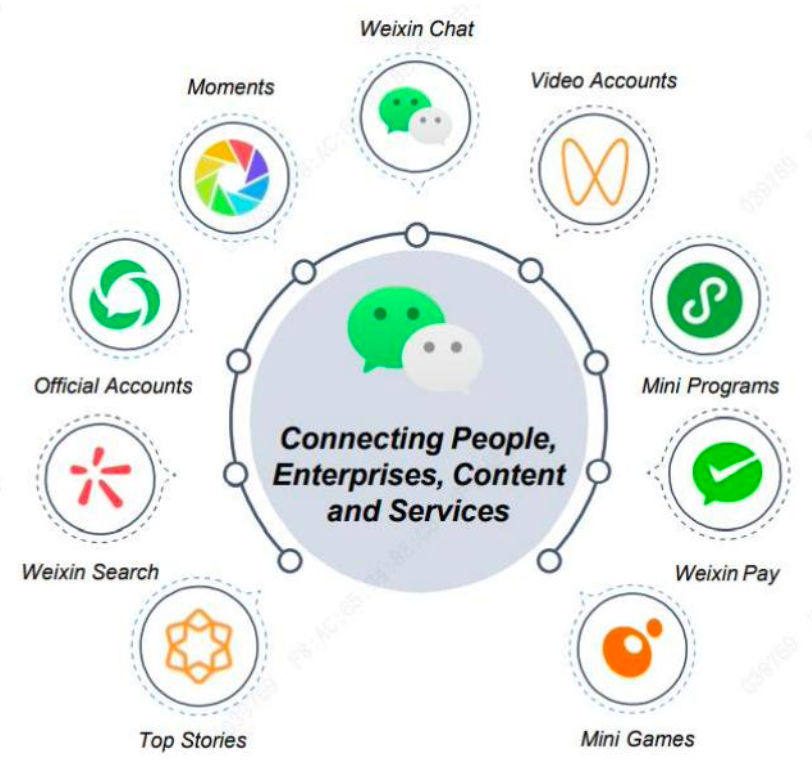 Weixin Chat
Moments
Video Accounts
Official Accounts
Mini Programs
Connecting People,
Enterprises, Content
and Services
Weixin Search
Weixin Pay
Top Stories
Mini Games